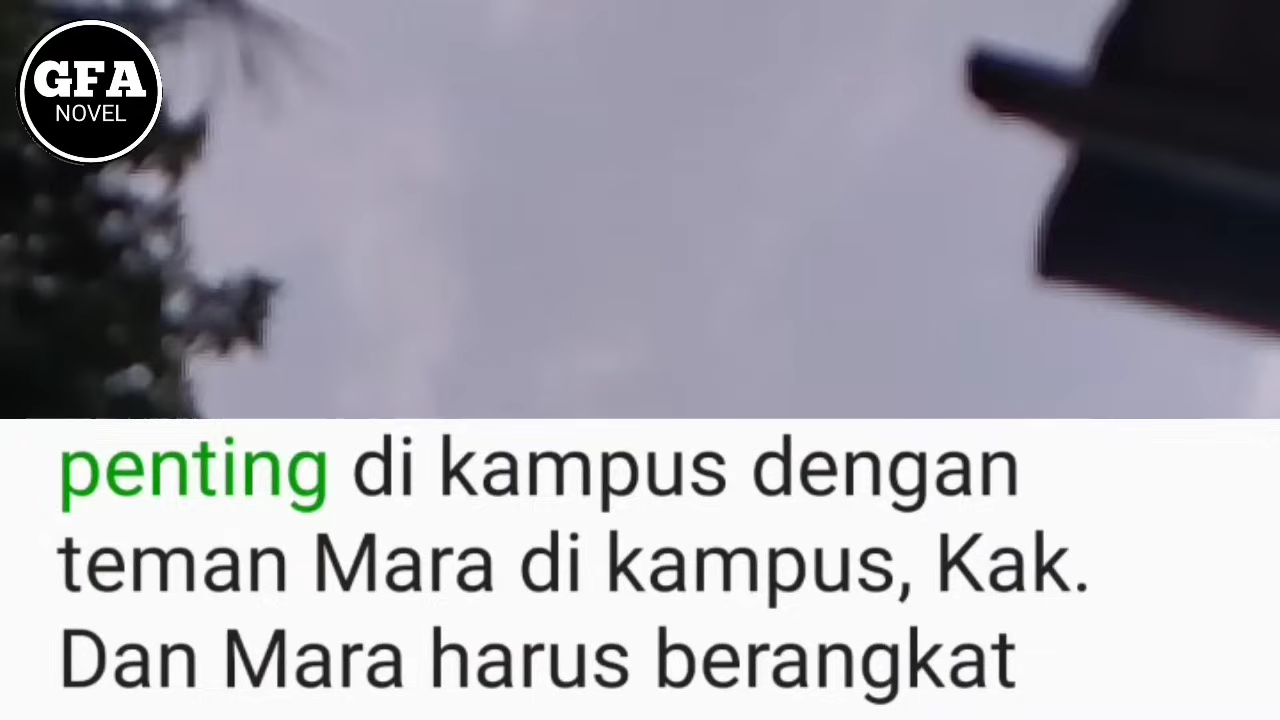 GFA
NOVEL
penting di kampus dengan
teman Mara di kampus, Kak.
Dan Mara harus berangkat